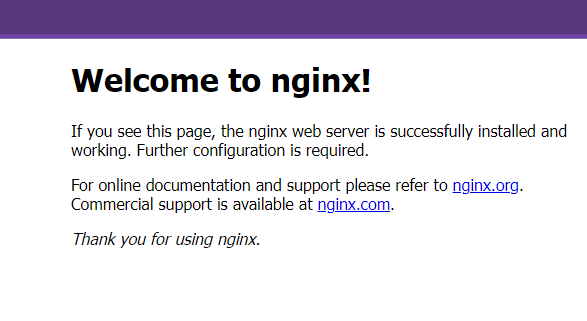 Welcome to nginx!
If you see this page, the nginx web server is successfully installed and
working. Further configuration is required.
For online documentation and support please refer to nginx.org.
Commercial support is available at nginx.com.
Thank you for using nginx.